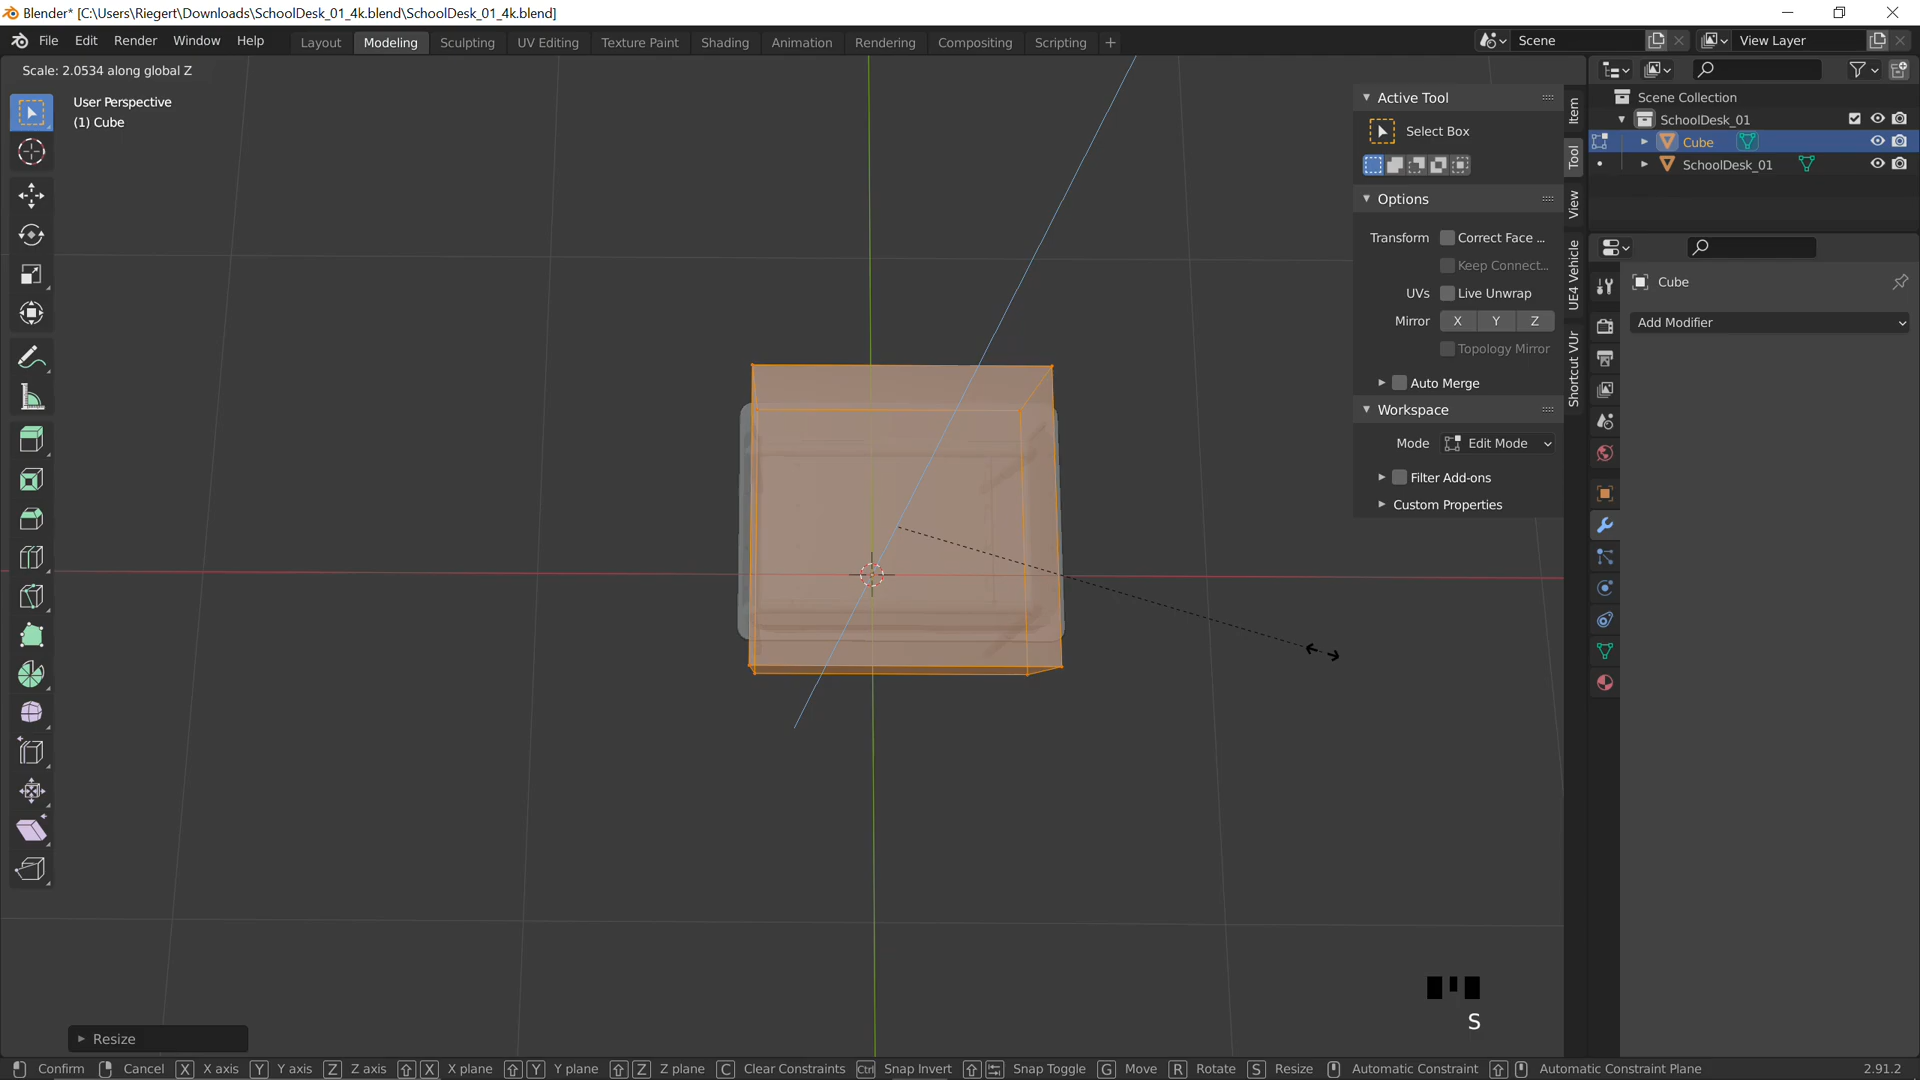 Blender* [C:\Users\Riegert\Downloads\SchoolDesk_01_4k.blend\SchoolDesk_01_4k.blend]
File Edit Render Window Help Layout Modeling Sculpting UV Editing Texture Paint Shading Animation Rendering Compositing Scripting + Scene View Layer
Scale: 2.0534 along global Z
User Perspective
(1) Cube
Active Tool
Select Box
Options
Transform Correct Face ...
Keep Connect...
UVs Live Unwrap
Mirror X Y Z
Topology Mirror
Auto Merge
Workspace
Mode Edit Mode
Filter Add-ons
Custom Properties
Item
Tool
View
UE4 Vehicle
Shortcut VUr
Scene Collection
SchoolDesk_01
Cube
SchoolDesk_01
Cube
Add Modifier
S
Resize
Confirm Cancel X X axis Y Y axis Z Z axis X X plane Y Y plane Z Z plane C Clear Constraints Ctrl Snap Invert Snap Toggle G Move R Rotate S Resize Automatic Constraint Automatic Constraint Plane 2.91.2